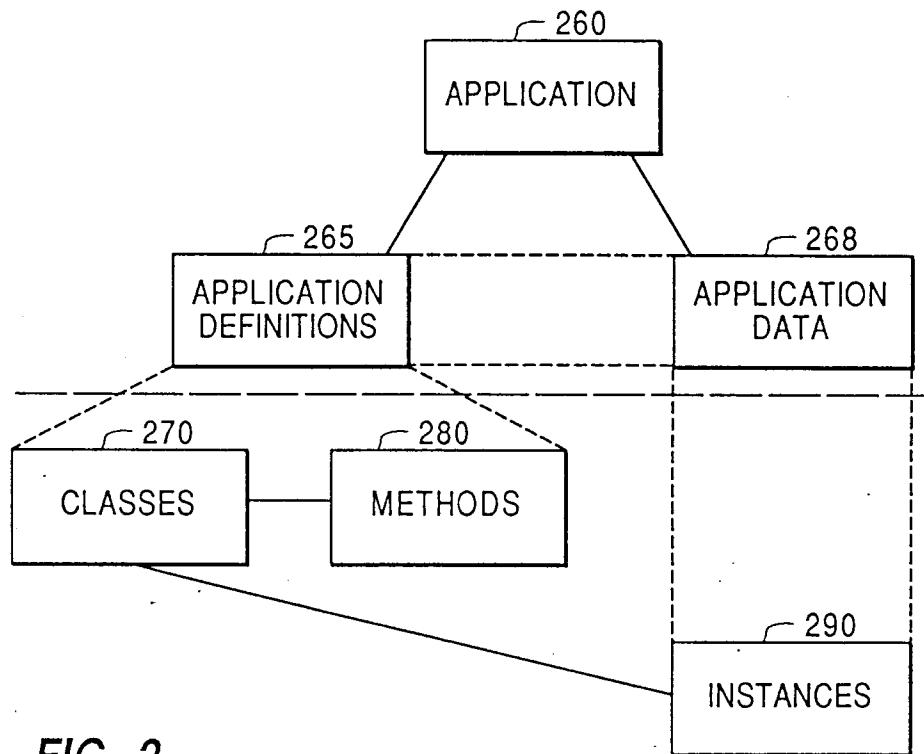 260
APPLICATION
265
APPLICATION
DEFINITIONS
268
APPLICATION
DATA
270
CLASSES
280
METHODS
290
INSTANCES
FIG. 2